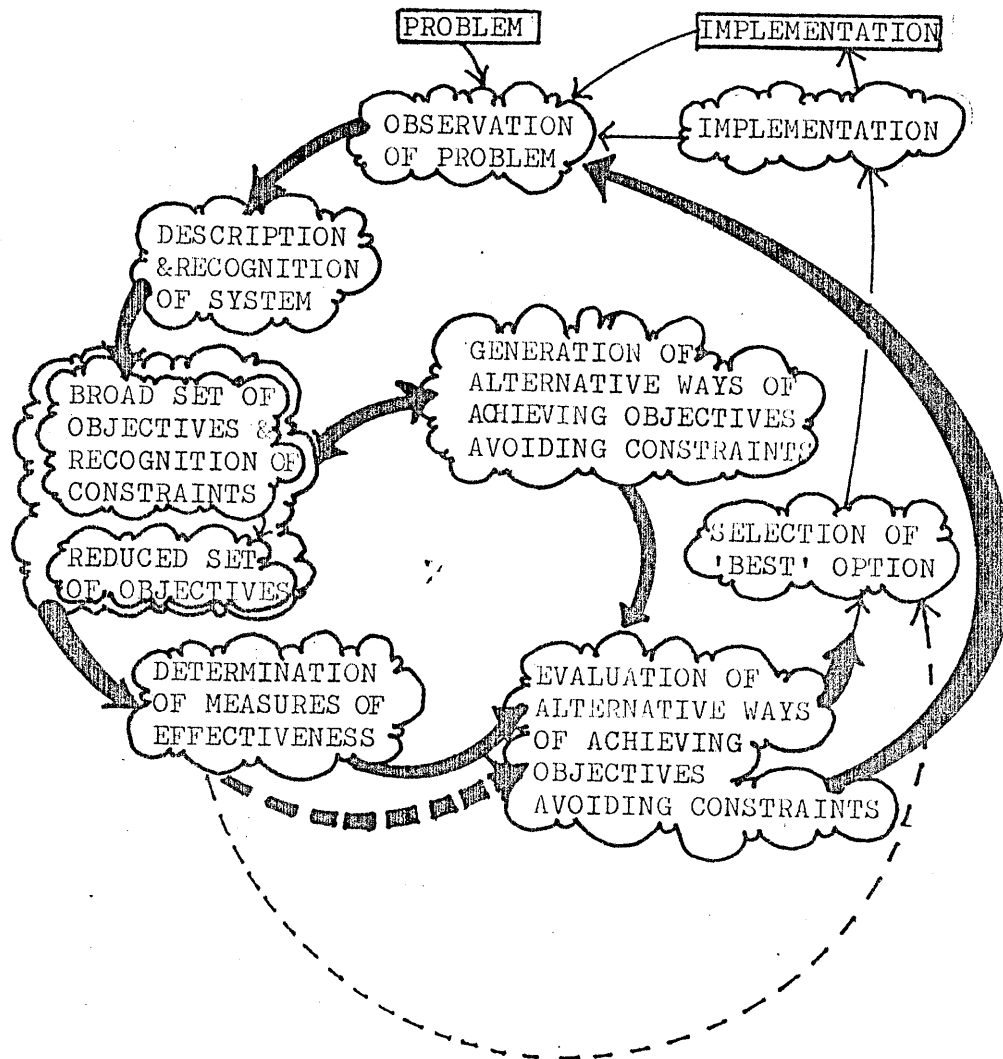 PROBLEM
IMPLEMENTATION
OBSERVATION
OF PROBLEM
IMPLEMENTATION
DESCRIPTION
&RECOGNITION
OF SYSTEM
GENERATION OF
ALTERNATIVE WAYS OF
ACHIEVING OBJECTIVES
AVOIDING CONSTRAINTS
BROAD SET OF
OBJECTIVES &
RECOGNITION OF
CONSTRAINTS
REDUCED SET
OF OBJECTIVES
SELECTION OF
'BEST' OPTION
DETERMINATION
OF MEASURES OF
EFFECTIVENESS
EVALUATION OF
ALTERNATIVE WAYS
OF ACHIEVING
OBJECTIVES
AVOIDING CONSTRAINTS